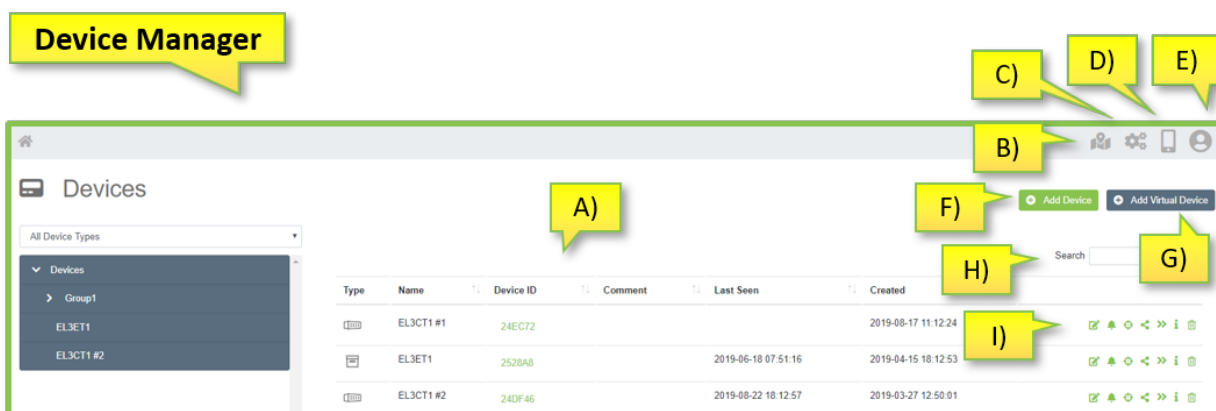 Device Manager
C)
D)
E)
B)
Devices
A)
F)
Add Device
Add Virtual Device
All Device Types
Search
H)
G)
Devices
Group1
EL3ET1
EL3CT1 #2
Type Name Device ID Comment Last Seen Created
EL3CT1 #1 24EC72 2019-08-17 11:12:24
I)
EL3ET1 2528A8 2019-06-18 07:51:16 2019-04-15 18:12:53
EL3CT1 #2 24DF46 2019-08-22 18:12:57 2019-03-27 12:50:01